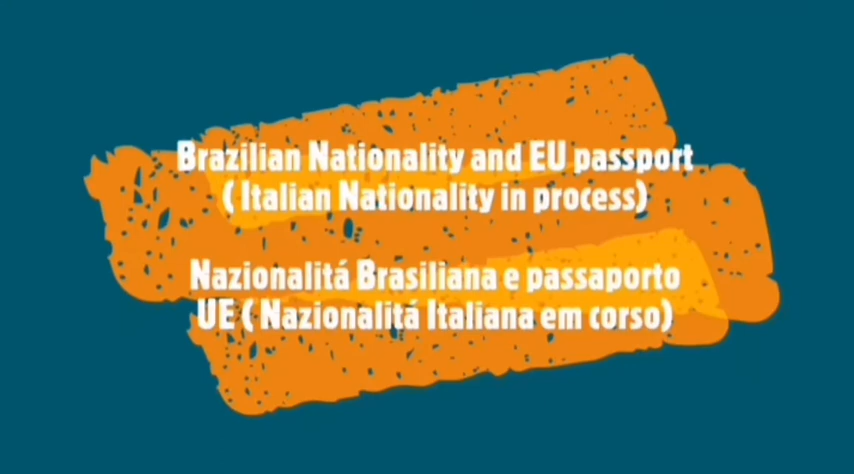 Brazilian Nationality and EU passport
( Italian Nationality in process)
Nazionalitá Brasiliana e passaporto
UE ( Nazionalitá Italiana em corso)